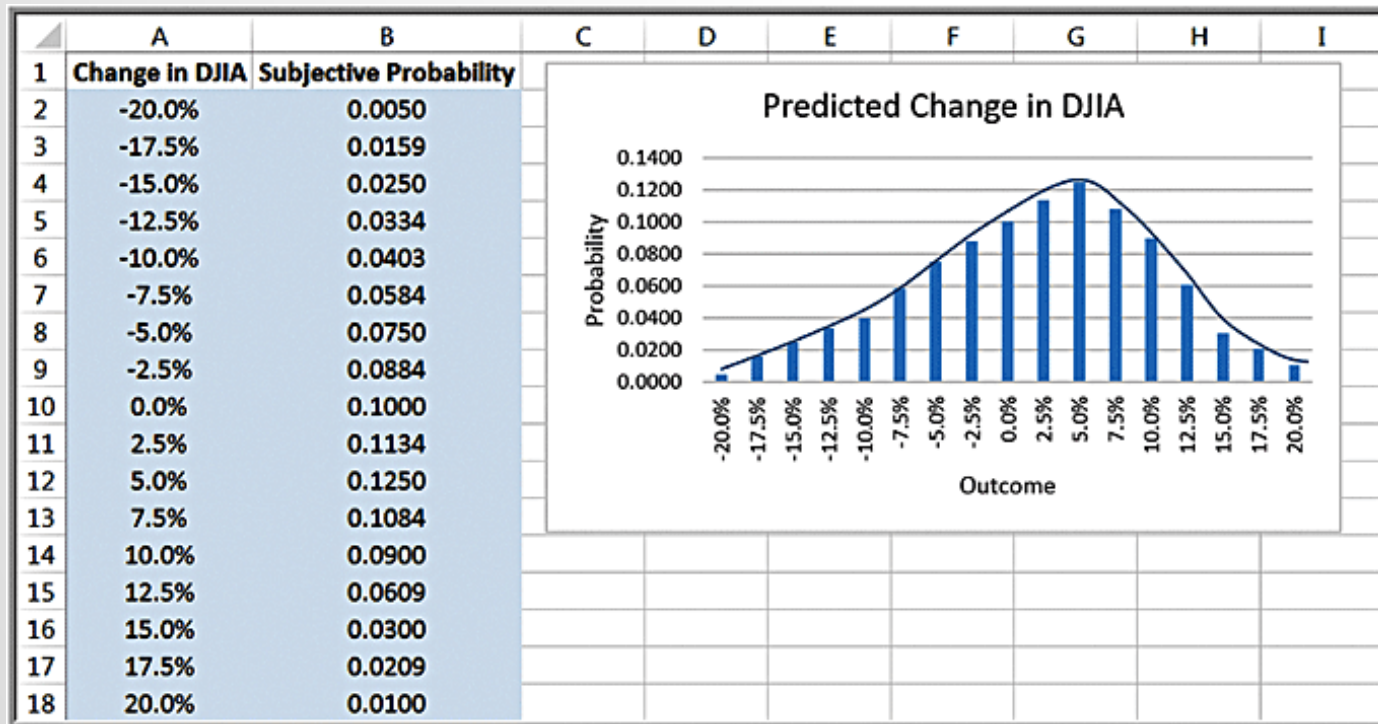 A B C D E F G H I
1 Change in DJIA Subjective Probability
2 -20.0% 0.0050
3 -17.5% 0.0159
4 -15.0% 0.0250
5 -12.5% 0.0334
6 -10.0% 0.0403
7 -7.5% 0.0584
8 -5.0% 0.0750
9 -2.5% 0.0884
10 0.0% 0.1000
11 2.5% 0.1134
12 5.0% 0.1250
13 7.5% 0.1084
14 10.0% 0.0900
15 12.5% 0.0609
16 15.0% 0.0300
17 17.5% 0.0209
18 20.0% 0.0100
Predicted Change in DJIA
Probability
0.1400
0.1200
0.1000
0.0800
0.0600
0.0400
0.0200
0.0000
-20.0% -17.5% -15.0% -12.5% -10.0% -7.5% -5.0% -2.5% 0.0% 2.5% 5.0% 7.5% 10.0% 12.5% 15.0% 17.5% 20.0%
Outcome